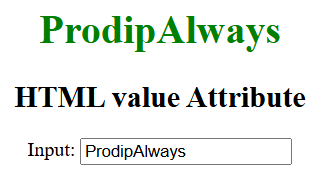 ProdipAlways
HTML value Attribute
Input: ProdipAlways